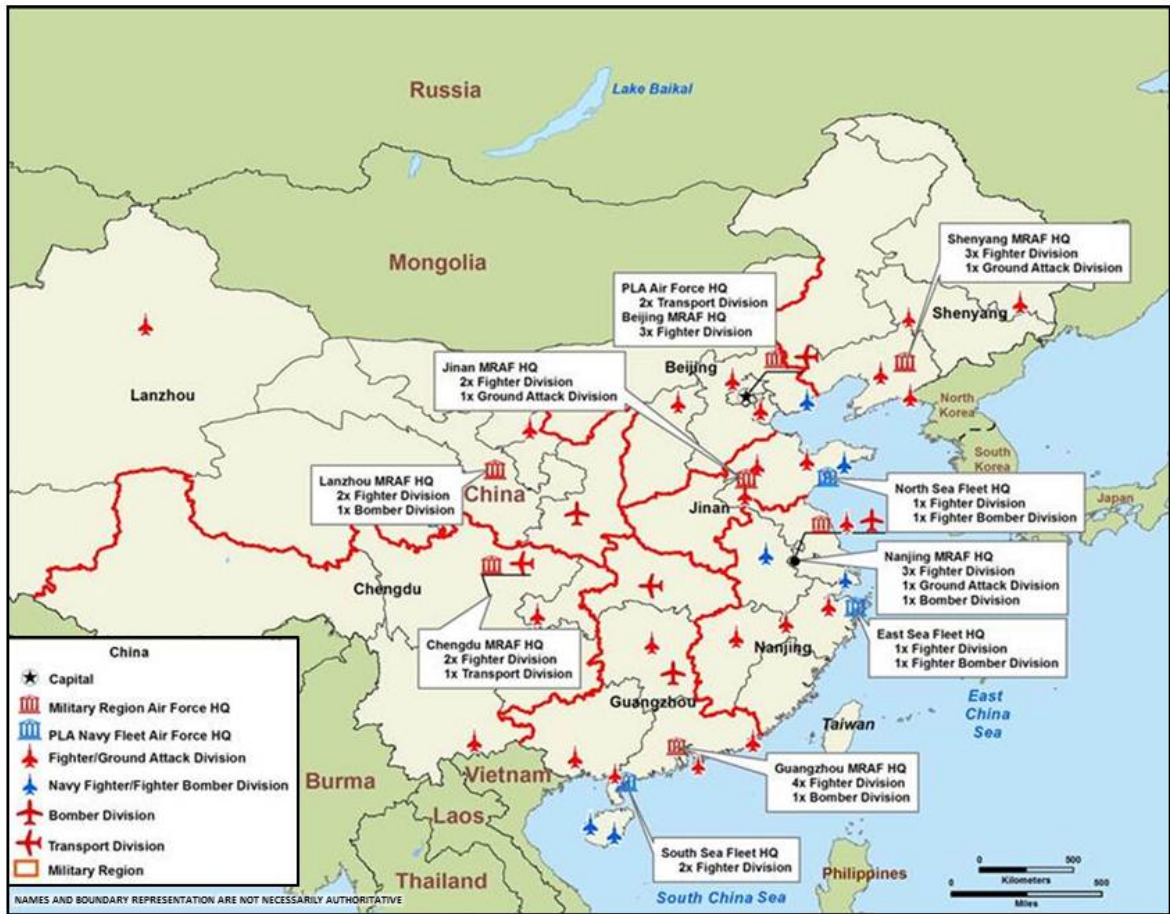 Russia
Lake Baikal
Mongolia
Shenyang MRAF HQ
3x Fighter Division
1x Ground Attack Division
PLA Air Force HQ
2x Transport Division
Beijing MRAF HQ
3x Fighter Division
Shenyang
Jinan MRAF HQ
2x Fighter Division
1x Ground Attack Division
Beijing
Lanzhou
North
Korea
South
Korea
Japan
Lanzhou MRAF HQ
2x Fighter Division
1x Bomber Division
China
Jinan
North Sea Fleet HQ
1x Fighter Division
1x Fighter Bomber Division
Nanjing MRAF HQ
3x Fighter Division
1x Ground Attack Division
1x Bomber Division
Chengdu
Chengdu MRAF HQ
2x Fighter Division
1x Transport Division
Nanjing
East Sea Fleet HQ
1x Fighter Division
1x Fighter Bomber Division
Guangzhou
Taiwan
East
China
Sea
Guangzhou MRAF HQ
4x Fighter Division
1x Bomber Division
Burma
Vietnam
Laos
Thailand
South Sea Fleet HQ
2x Fighter Division
South China Sea
Philippines
China
Capital
Military Region Air Force HQ
PLA Navy Fleet Air Force HQ
Fighter/Ground Attack Division
Navy Fighter/Fighter Bomber Division
Bomber Division
Transport Division
Military Region
0 500
Kilometers
0 500
Miles
NAMES AND BOUNDARY REPRESENTATION ARE NOT NECESSARILY AUTHORITATIVE